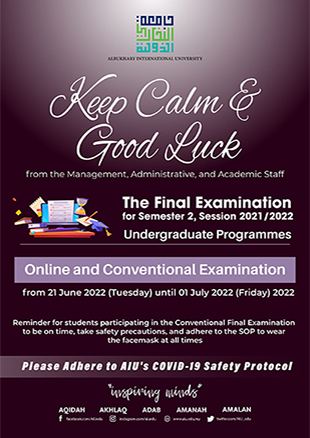 جامعة
البخاري
الدولية
ALBUKHARY INTERNATIONAL UNIVERSITY
Keep Calm &
Good Luck
from the Management, Administrative, and Academic Staff
The Final Examination
for Semester 2, Session 2021/2022
Undergraduate Programmes
Online and Conventional Examination
from 21 June 2022 (Tuesday) until 01 July 2022 (Friday) 2022
Reminder for students participating in the Conventional Final Examination
to be on time, take safety precautions, and adhere to the SOP to wear
the facemask at all times
Please Adhere to AIU's COVID-19 Safety Protocol
"inspiring minds"
AQIDAH AKHLAQ ADAB AMANAH AMALAN